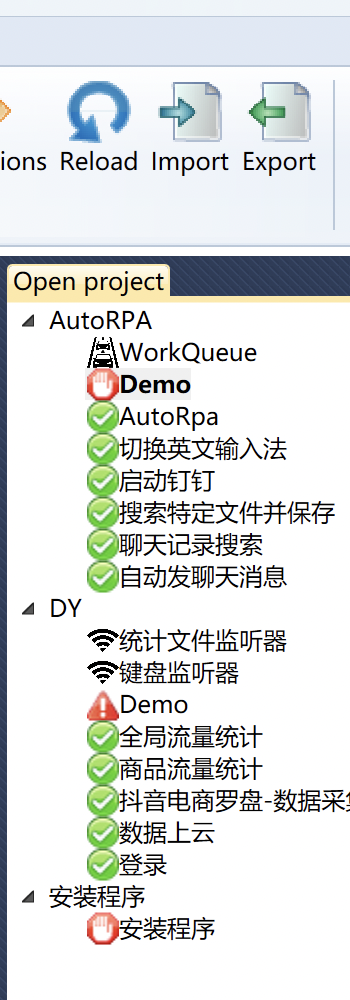 ions Reload Import Export
Open project
AutoRPA
WorkQueue
Demo
AutoRpa
切换英文输入法
启动钉钉
搜索特定文件并保存
聊天记录搜索
自动发聊天消息
DY
统计文件监听器
键盘监听器
Demo
全局流量统计
商品流量统计
抖音电商罗盘-数据采集
数据上云
登录
安装程序
安装程序